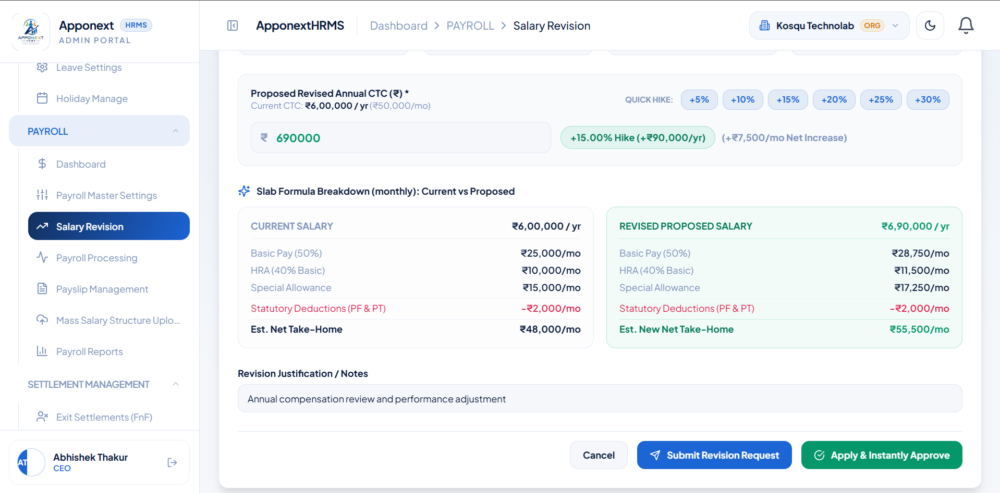 APPONEXT
HRMS
Apponext HRMS
ADMIN PORTAL
Leave Settings
Holiday Manage
PAYROLL
Dashboard
Payroll Master Settings
Salary Revision
Payroll Processing
Payslip Management
Mass Salary Structure Uplo...
Payroll Reports
SETTLEMENT MANAGEMENT
Exit Settlements (FnF)
AT
Abhishek Thakur
CEO
ApponextHRMS Dashboard > PAYROLL > Salary Revision
Kosqu Technolab ORG
Proposed Revised Annual CTC (₹) *
Current CTC: ₹6,00,000 / yr (₹50,000/mo)
QUICK HIKE: +5% +10% +15% +20% +25% +30%
₹ 690000
+15.00% Hike (+₹90,000/yr) (+₹7,500/mo Net Increase)
Slab Formula Breakdown (monthly): Current vs Proposed
CURRENT SALARY ₹6,00,000 / yr
Basic Pay (50%) ₹25,000/mo
HRA (40% Basic) ₹10,000/mo
Special Allowance ₹15,000/mo
Statutory Deductions (PF & PT) -₹2,000/mo
Est. Net Take-Home ₹48,000/mo
REVISED PROPOSED SALARY ₹6,90,000 / yr
Basic Pay (50%) ₹28,750/mo
HRA (40% Basic) ₹11,500/mo
Special Allowance ₹17,250/mo
Statutory Deductions (PF & PT) -₹2,000/mo
Est. New Net Take-Home ₹55,500/mo
Revision Justification / Notes
Annual compensation review and performance adjustment
Cancel
Submit Revision Request
Apply & Instantly Approve